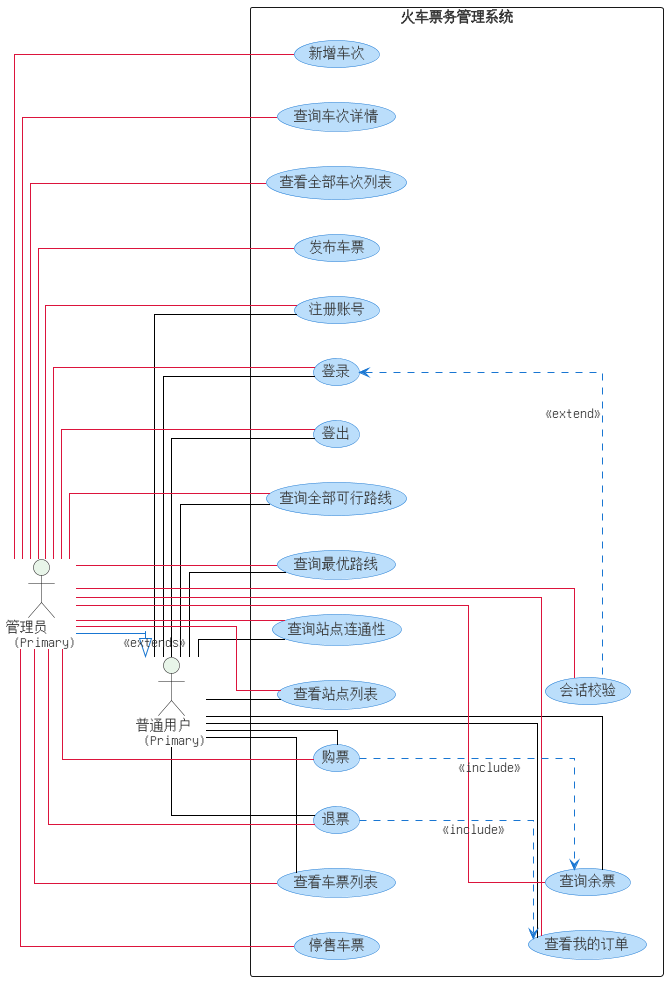 火车票务管理系统
新增车次
查询车次详情
查看全部车次列表
发布车票
注册账号
登录
«extend»
登出
查询全部可行路线
查询最优路线
管理员
(Primary)
查询站点连通性
«extends»
会话校验
查看站点列表
普通用户
(Primary)
购票
«include»
退票
«include»
查看车票列表
查询余票
停售车票
查看我的订单